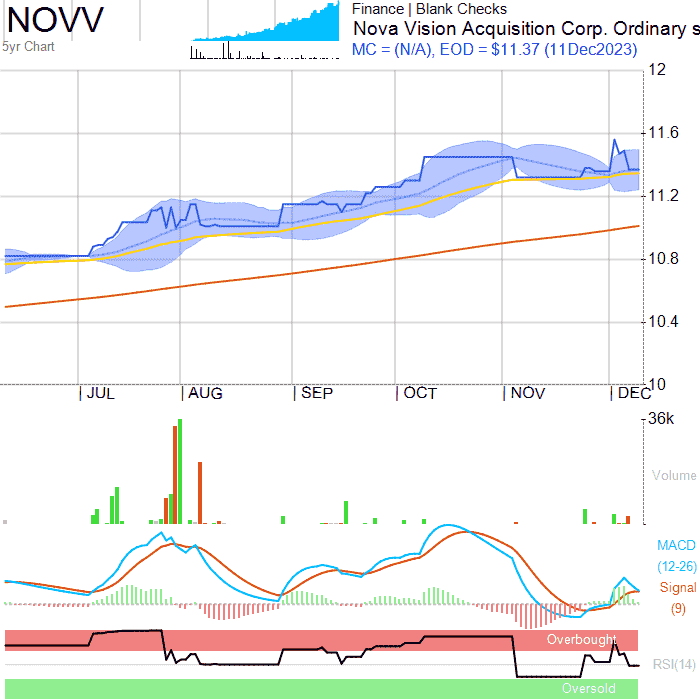 NOVV
5yr Chart
Finance | Blank Checks
Nova Vision Acquisition Corp. Ordinary s
MC = (N/A), EOD = $11.37 (11Dec2023)
12
11.6
11.2
10.8
10.4
10
JUL
AUG
SEP
OCT
NOV
DEC
36k
Volume
MACD
(12-26)
Signal
(9)
Overbought
RSI(14)
Oversold